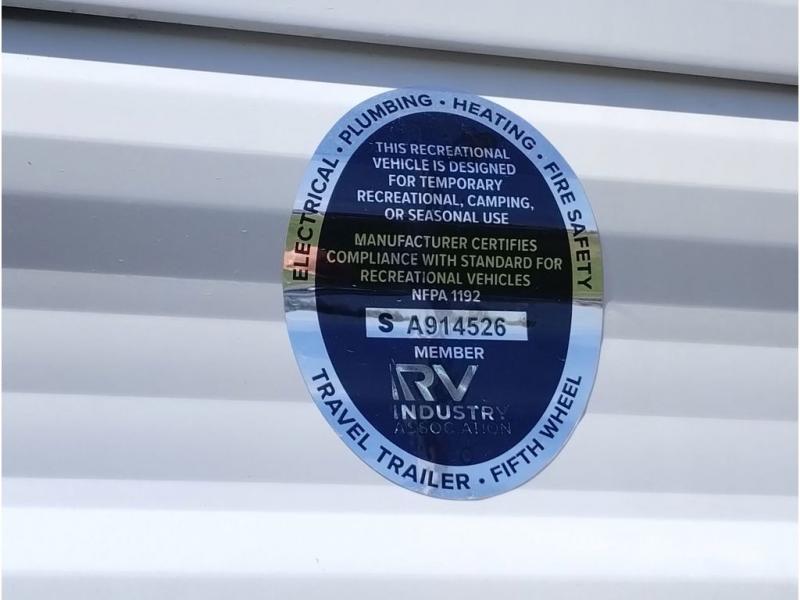 ELECTRICAL • PLUMBING • HEATING • FIRE SAFETY
THIS RECREATIONAL
VEHICLE IS DESIGNED
FOR TEMPORARY
RECREATIONAL, CAMPING,
OR SEASONAL USE
MANUFACTURER CERTIFIES
COMPLIANCE WITH STANDARD FOR
RECREATIONAL VEHICLES
NFPA 1192
S A914526
MEMBER
RV
INDUSTRY
ASSOCIATION
TRAVEL TRAILER • FIFTH WHEEL